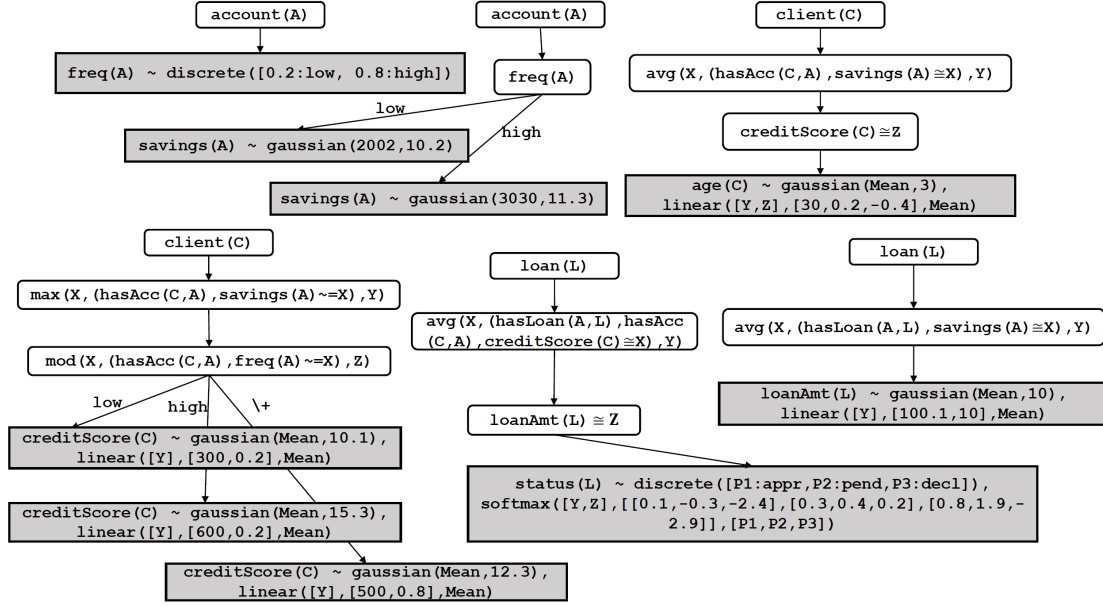 account(A)
freq(A) ~ discrete([0.2:low, 0.8:high])
account(A)
freq(A)
low
high
savings(A) ~ gaussian(2002,10.2)
savings(A) ~ gaussian(3030,11.3)
client(C)
avg(X,(hasAcc(C,A),savings(A)≅X),Y)
creditScore(C)≅Z
age(C) ~ gaussian(Mean,3),
linear([Y,Z],[30,0.2,-0.4],Mean)
client(C)
max(X,(hasAcc(C,A),savings(A)~=X),Y)
mod(X,(hasAcc(C,A),freq(A)~=X),Z)
low
high
\+
creditScore(C) ~ gaussian(Mean,10.1),
linear([Y],[300,0.2],Mean)
creditScore(C) ~ gaussian(Mean,15.3),
linear([Y],[600,0.2],Mean)
creditScore(C) ~ gaussian(Mean,12.3),
linear([Y],[500,0.8],Mean)
loan(L)
avg(X,(hasLoan(A,L),hasAcc
(C,A),creditScore(C)≅X),Y)
loanAmt(L) ≅ Z
status(L) ~ discrete([P1:appr,P2:pend,P3:decl]),
softmax([Y,Z],[[0.1,-0.3,-2.4],[0.3,0.4,0.2],[0.8,1.9,-
2.9]],[P1,P2,P3])
loan(L)
avg(X,(hasLoan(A,L),savings(A)≅X),Y)
loanAmt(L) ~ gaussian(Mean,10),
linear([Y],[100.1,10],Mean)